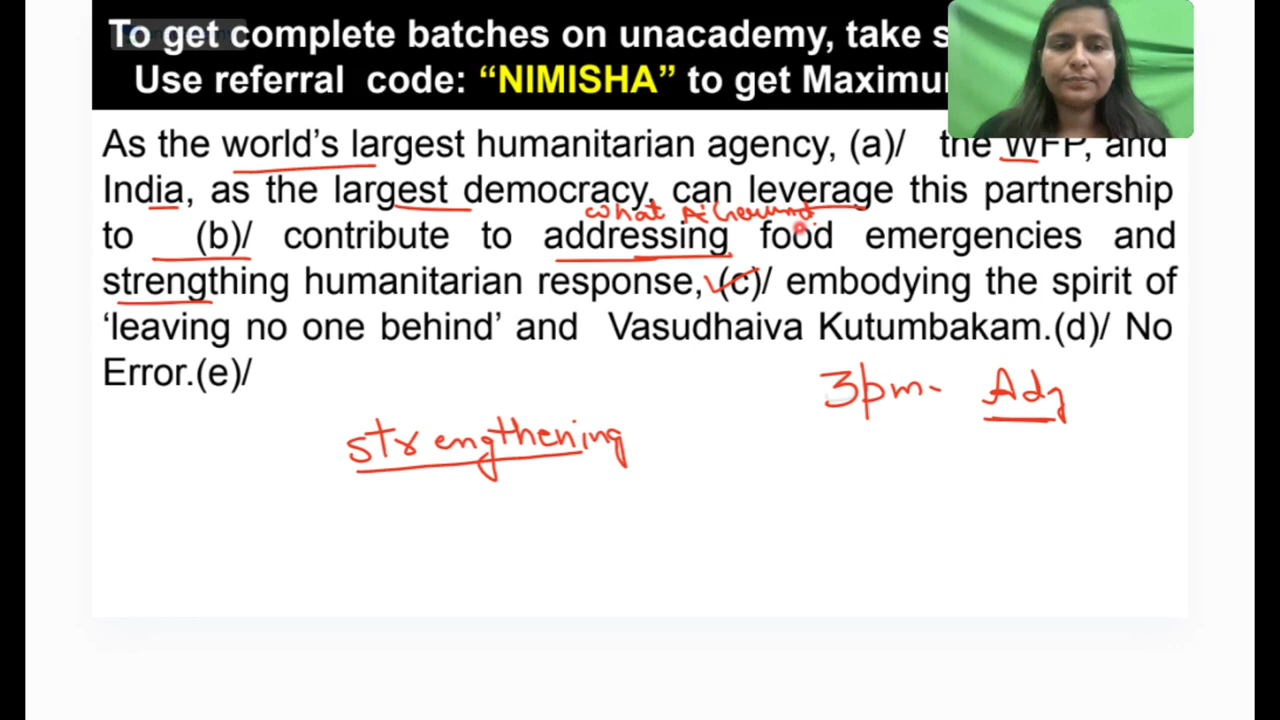 To get complete batches on unacademy, take s
Use referral code: “NIMISHA” to get Maximu
As the world’s largest humanitarian agency, (a)/ the WFP, and
India, as the largest democracy, can leverage this partnership
what
to (b)/ contribute to addressing food emergencies and
strengthing humanitarian response, (c)/ embodying the spirit of
‘leaving no one behind’ and Vasudhaiva Kutumbakam.(d)/ No
Error.(e)/
3pm- Adj
strengthening